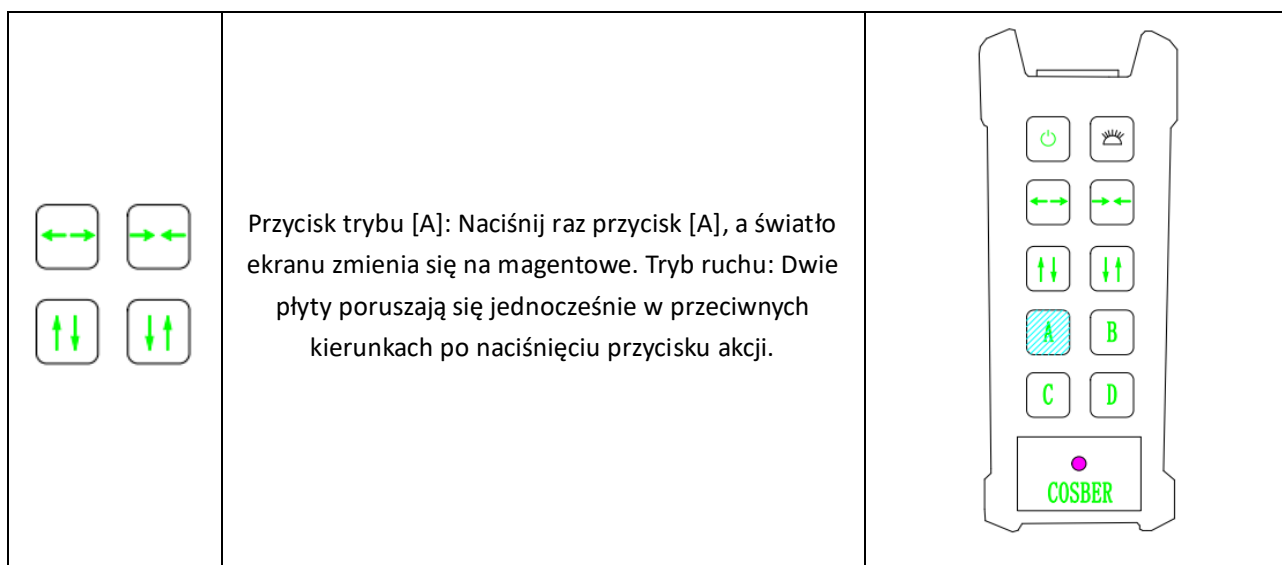 Przycisk trybu [A]: Naciśnij raz przycisk [A], a światło
ekranu zmienia się na magentowe. Tryb ruchu: Dwie
płyty poruszają się jednocześnie w przeciwnych
kierunkach po naciśnięciu przycisku akcji.
A B
C D
COSBER